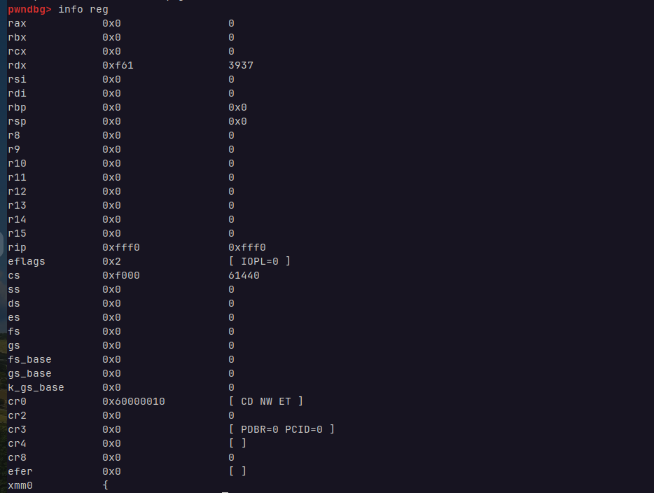 pwndbg> info reg
rax 0x0 0
rbx 0x0 0
rcx 0x0 0
rdx 0xf61 3937
rsi 0x0 0
rdi 0x0 0
rbp 0x0 0x0
rsp 0x0 0x0
r8 0x0 0
r9 0x0 0
r10 0x0 0
r11 0x0 0
r12 0x0 0
r13 0x0 0
r14 0x0 0
r15 0x0 0
rip 0xfff0 0xfff0
eflags 0x2 [ IOPL=0 ]
cs 0xf000 61440
ss 0x0 0
ds 0x0 0
es 0x0 0
fs 0x0 0
gs 0x0 0
fs_base 0x0 0
gs_base 0x0 0
k_gs_base 0x0 0
cr0 0x60000010 [ CD NW ET ]
cr2 0x0 0
cr3 0x0 [ PDBR=0 PCID=0 ]
cr4 0x0 [ ]
cr8 0x0 0
efer 0x0 [ ]
xmm0 {